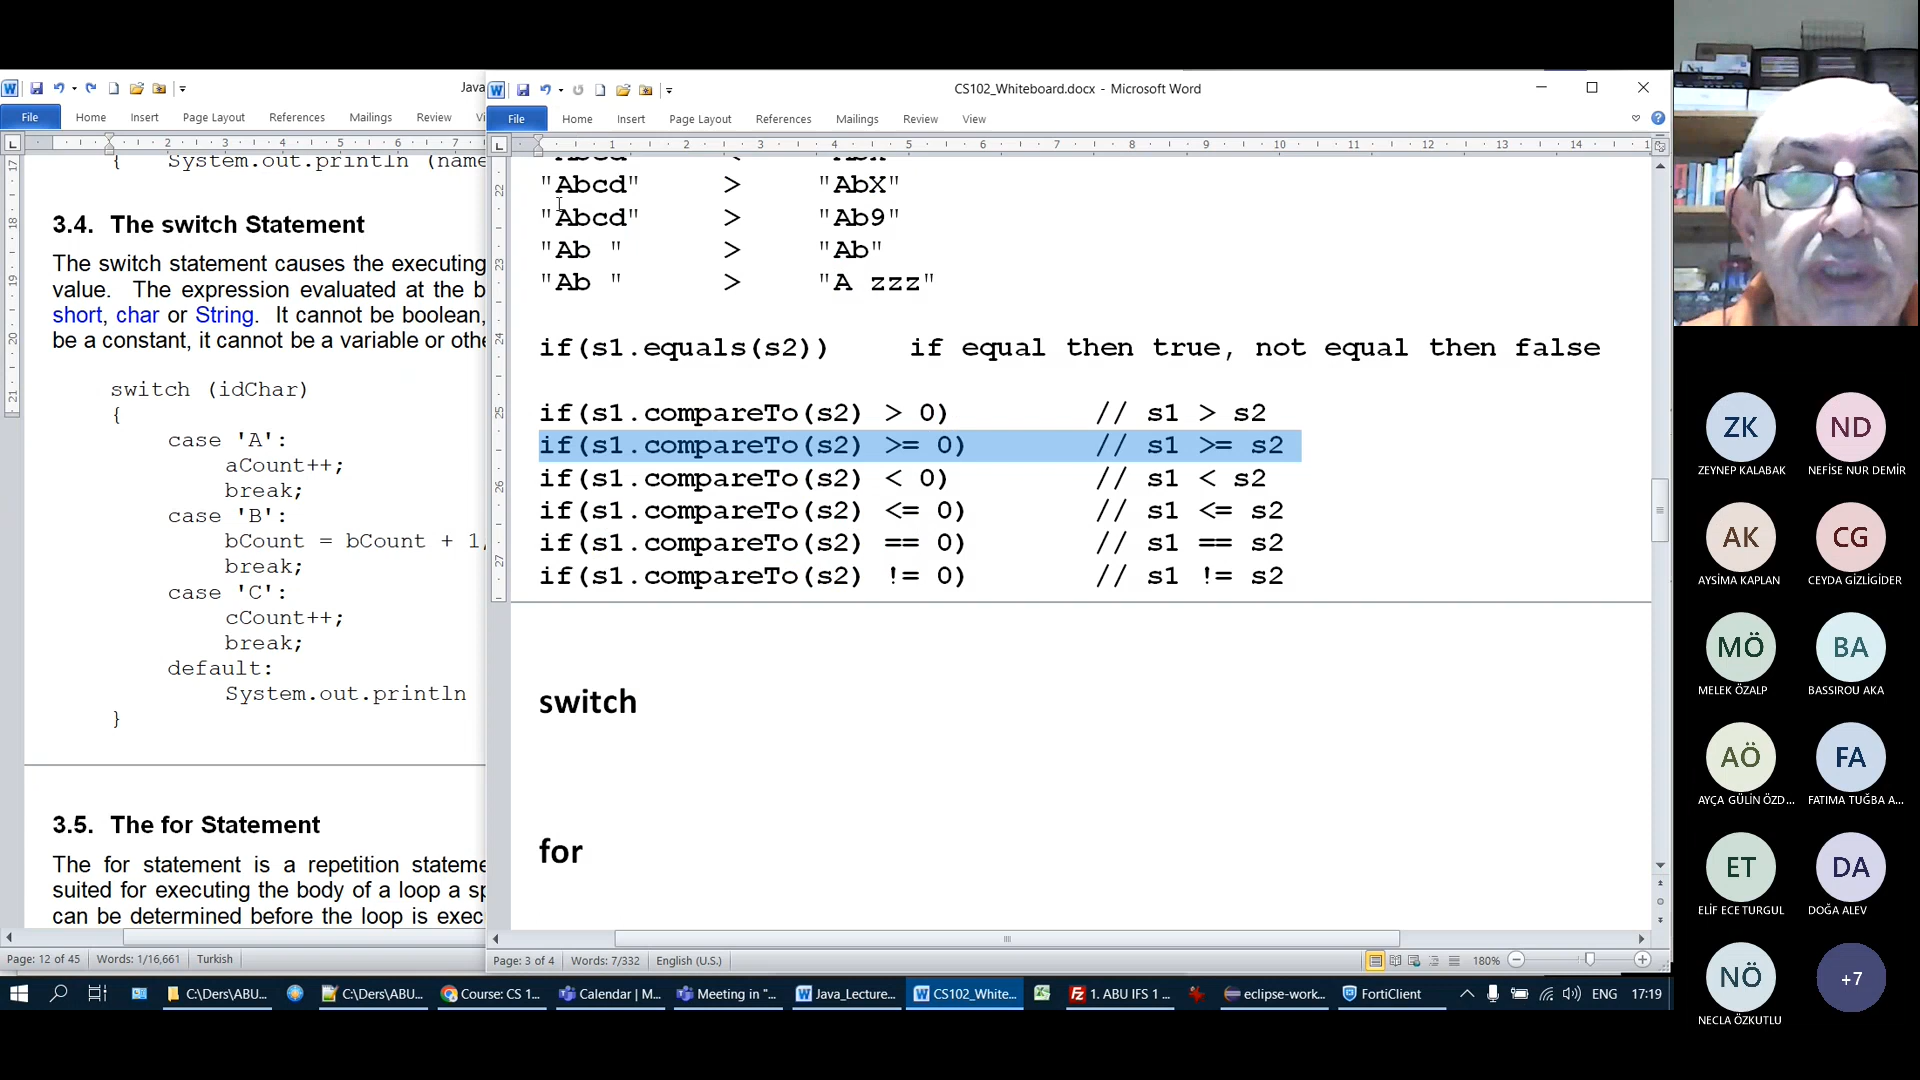 Java
File Home Insert Page Layout References Mailings Review
{ System.out.println (name
3.4. The switch Statement
The switch statement causes the executing
value. The expression evaluated at the b
short, char or String. It cannot be boolean,
be a constant, it cannot be a variable or othe
switch (idChar)
{
case 'A':
aCount++;
break;
case 'B':
bCount = bCount + 1
break;
case 'C':
cCount++;
break;
default:
System.out.println
}
3.5. The for Statement
The for statement is a repetition stateme
suited for executing the body of a loop a sp
can be determined before the loop is exec
Page: 12 of 45 Words: 1/16,661 Turkish
CS102_Whiteboard.docx - Microsoft Word
File Home Insert Page Layout References Mailings Review View
"Abcd" > "AbX"
"Abcd" > "Ab9"
"Ab " > "Ab"
"Ab " > "A zzz"
if(s1.equals(s2)) if equal then true, not equal then false
if(s1.compareTo(s2) > 0) // s1 > s2
if(s1.compareTo(s2) >= 0) // s1 >= s2
if(s1.compareTo(s2) < 0) // s1 < s2
if(s1.compareTo(s2) <= 0) // s1 <= s2
if(s1.compareTo(s2) == 0) // s1 == s2
if(s1.compareTo(s2) != 0) // s1 != s2
switch
for
Page: 3 of 4 Words: 7/332 English (U.S.) 180%
C:\Ders\ABU... C:\Ders\ABU... Course: CS 1... Calendar | M... Meeting in "... Java_Lecture... CS102_White... 1. ABU IFS 1 ... eclipse-work... FortiClient ENG 17:19
ZK ND
ZEYNEP KALABAK NEFİSE NUR DEMİR
AK CG
AYSİMA KAPLAN CEYDA GİZLİGİDER
MÖ BA
MELEK ÖZALP BASSIROU AKA
AÖ FA
AYÇA GÜLİN ÖZD... FATIMA TUĞBA A...
ET DA
ELİF ECE TURGUL DOĞA ALEV
NÖ +7
NECLA ÖZKUTLU